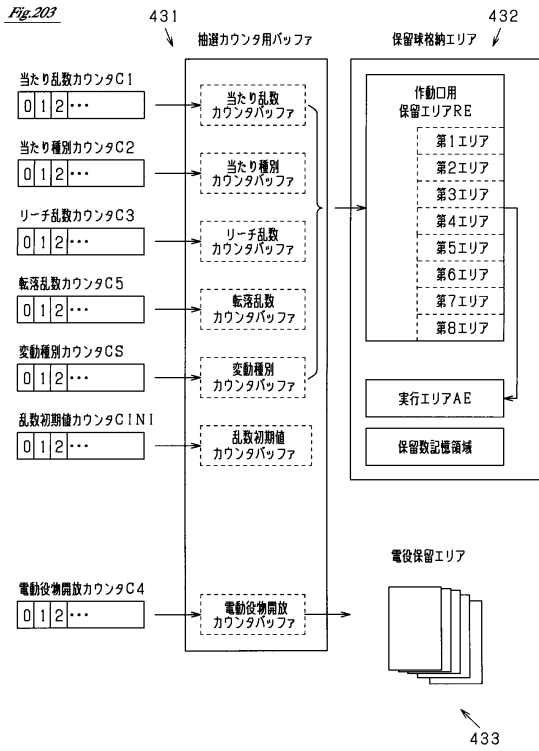 Fig.203
431
432
抽選カウンタ用バッファ
保留球格納エリア
当たり乱数カウンタC1
0 1 2 ・・・
当たり乱数
カウンタバッファ
当たり種別カウンタC2
0 1 2 ・・・
当たり種別
カウンタバッファ
リーチ乱数カウンタC3
0 1 2 ・・・
リーチ乱数
カウンタバッファ
転落乱数カウンタC5
0 1 2 ・・・
転落乱数
カウンタバッファ
変動種別カウンタCS
0 1 2 ・・・
変動種別
カウンタバッファ
乱数初期値カウンタCINI
0 1 2 ・・・
乱数初期値
カウンタバッファ
電動役物開放カウンタC4
0 1 2 ・・・
電動役物開放
カウンタバッファ
作動口用
保留エリアRE
第1エリア
第2エリア
第3エリア
第4エリア
第5エリア
第6エリア
第7エリア
第8エリア
実行エリアAE
保留数記憶領域
電役保留エリア
433